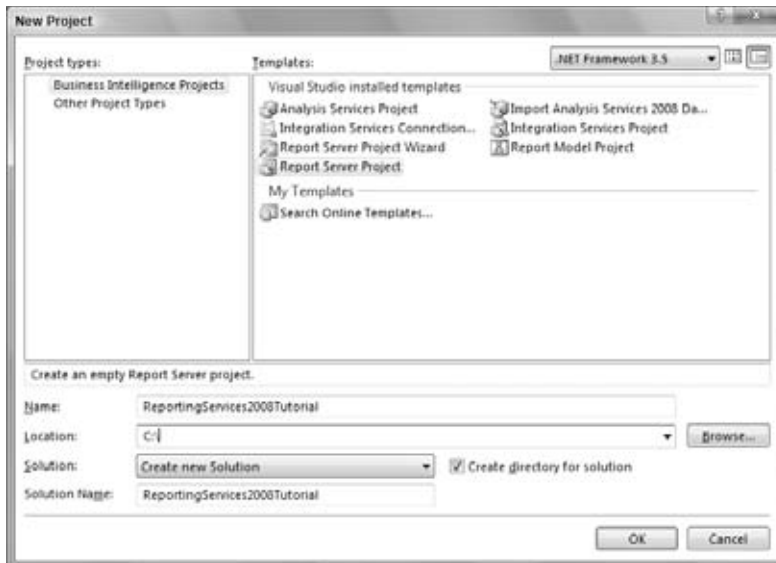 New Project
Project types:
Templates:
.NET Framework 3.5
Business Intelligence Projects
Other Project Types
Visual Studio installed templates
Analysis Services Project
Import Analysis Services 2008 Da...
Integration Services Connection...
Integration Services Project
Report Server Project Wizard
Report Model Project
Report Server Project
My Templates
Search Online Templates...
Create an empty Report Server project.
Name:
ReportingServices2008Tutorial
Location:
C:\
Browse...
Solution:
Create new Solution
Create directory for solution
Solution Name:
ReportingServices2008Tutorial
OK
Cancel